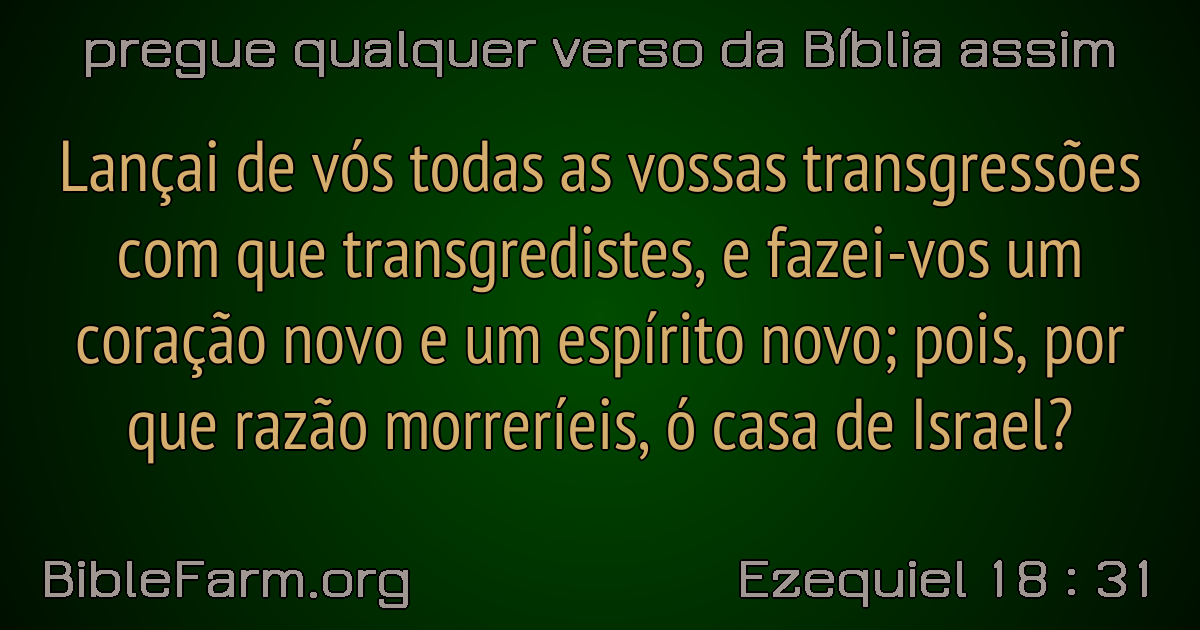 pregue qualquer verso da Bíblia assim
Lançai de vós todas as vossas transgressões
com que transgredistes, e fazei-vos um
coração novo e um espírito novo; pois, por
que razão morreríeis, ó casa de Israel?
BibleFarm.org
Ezequiel 18 : 31